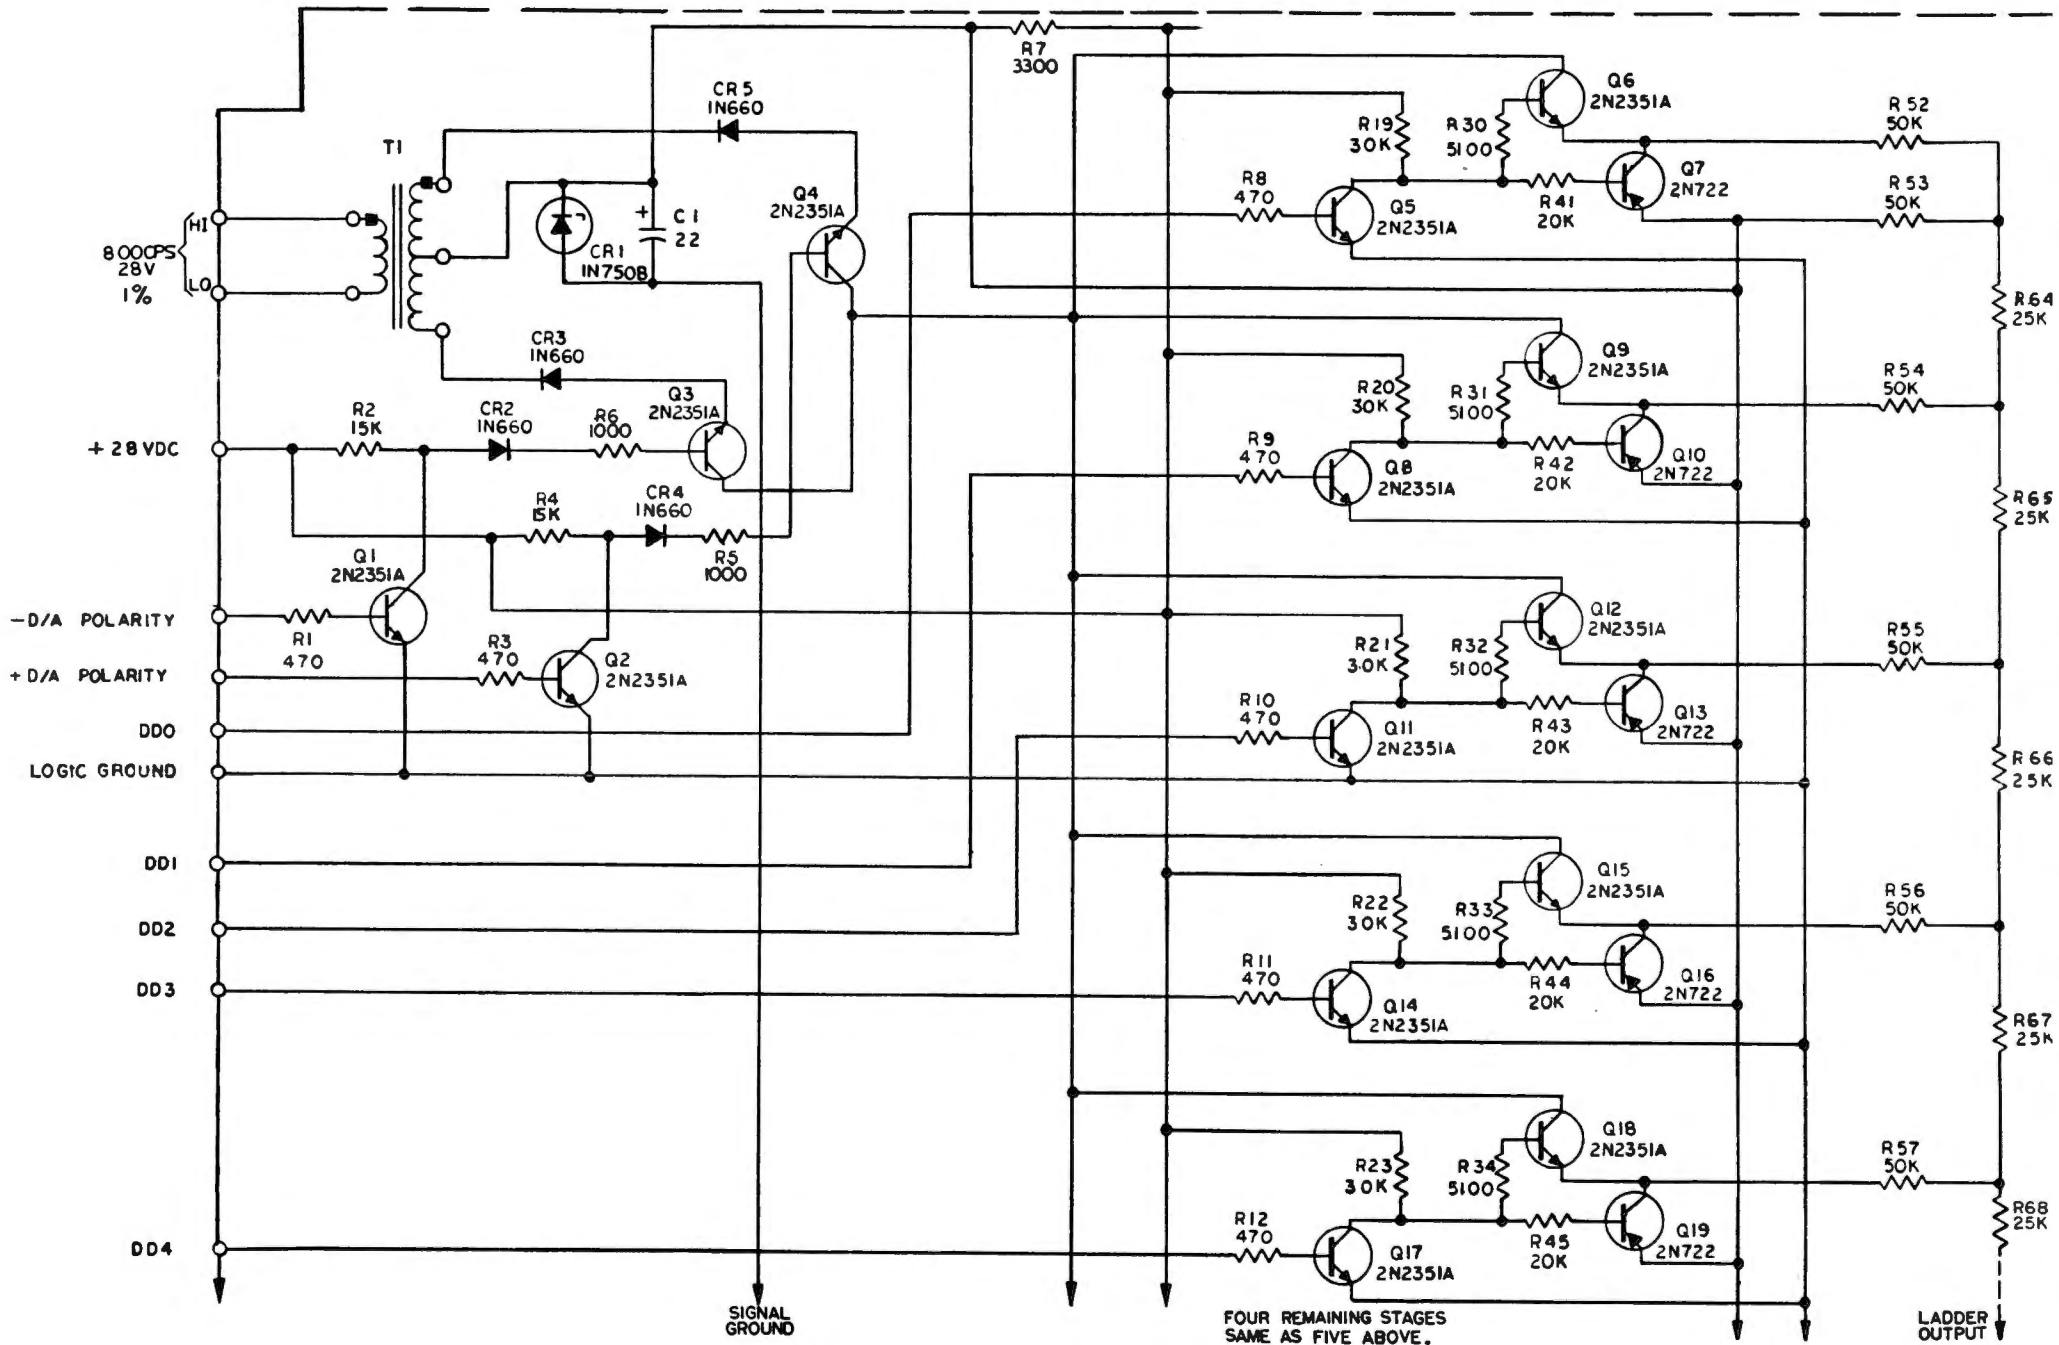 R7
3300
CR5
1N660
Q6
2N2351A
R52
50K
R19
30K
R30
5100
T1
Q4
2N2351A
R8
470
Q7
2N722
R53
50K
HI
8000PS
28V
1%
LO
+
C1
22
CR1
1N750B
Q5
2N2351A
R41
20K
R64
25K
CR3
1N660
Q9
2N2351A
R54
50K
R20
30K
R31
5100
Q3
2N2351A
R2
15K
CR2
1N660
R6
1000
+28VDC
R9
470
Q8
2N2351A
R42
20K
Q10
2N722
R65
25K
R4
15K
CR4
1N660
R5
1000
Q1
2N2351A
Q12
2N2351A
R55
50K
-D/A POLARITY
R1
470
R3
470
Q2
2N2351A
R21
30K
R32
5100
+D/A POLARITY
R10
470
Q11
2N2351A
R43
20K
Q13
2N722
DD0
LOGIC GROUND
R66
25K
DD1
Q15
2N2351A
R56
50K
R22
30K
R33
5100
DD2
R11
470
Q14
2N2351A
R44
20K
Q16
2N722
DD3
R67
25K
Q18
2N2351A
R57
50K
R23
30K
R34
5100
R12
470
Q17
2N2351A
R45
20K
Q19
2N722
R68
25K
DD4
SIGNAL
GROUND
FOUR REMAINING STAGES
SAME AS FIVE ABOVE.
LADDER
OUTPUT